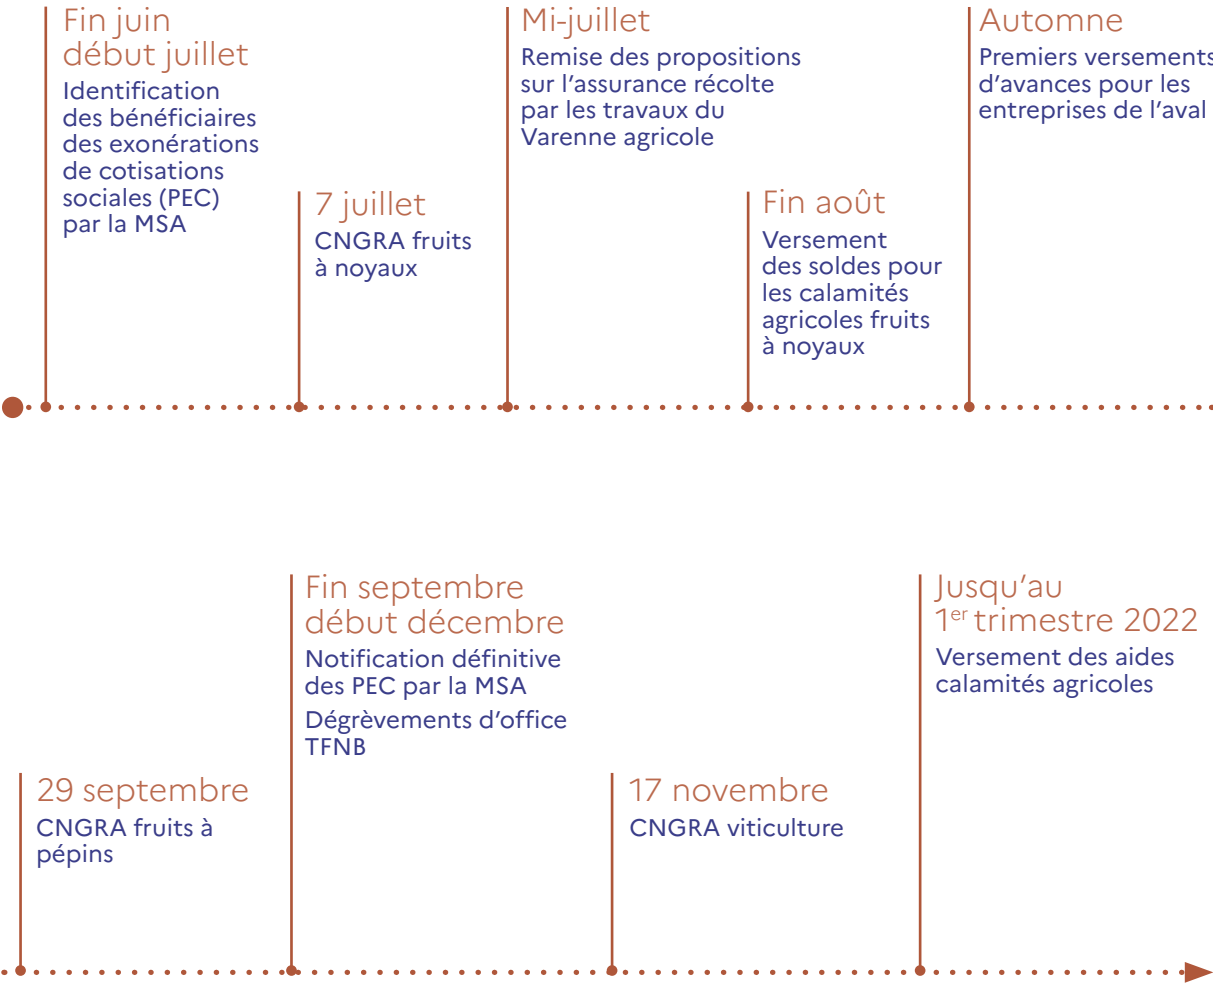 Fin juin
début juillet
Identification
des bénéficiaires
des exonérations
de cotisations
sociales (PEC)
par la MSA
7 juillet
CNGRA fruits
à noyaux
Mi-juillet
Remise des propositions
sur l’assurance récolte
par les travaux du
Varenne agricole
Fin août
Versement
des soldes pour
les calamités
agricoles fruits
à noyaux
Automne
Premiers versements
d’avances pour les
entreprises de l’aval
29 septembre
CNGRA fruits à
pépins
Fin septembre
début décembre
Notification définitive
des PEC par la MSA
Dégrèvements d’office
TFNB
17 novembre
CNGRA viticulture
Jusqu’au
1er trimestre 2022
Versement des aides
calamités agricoles